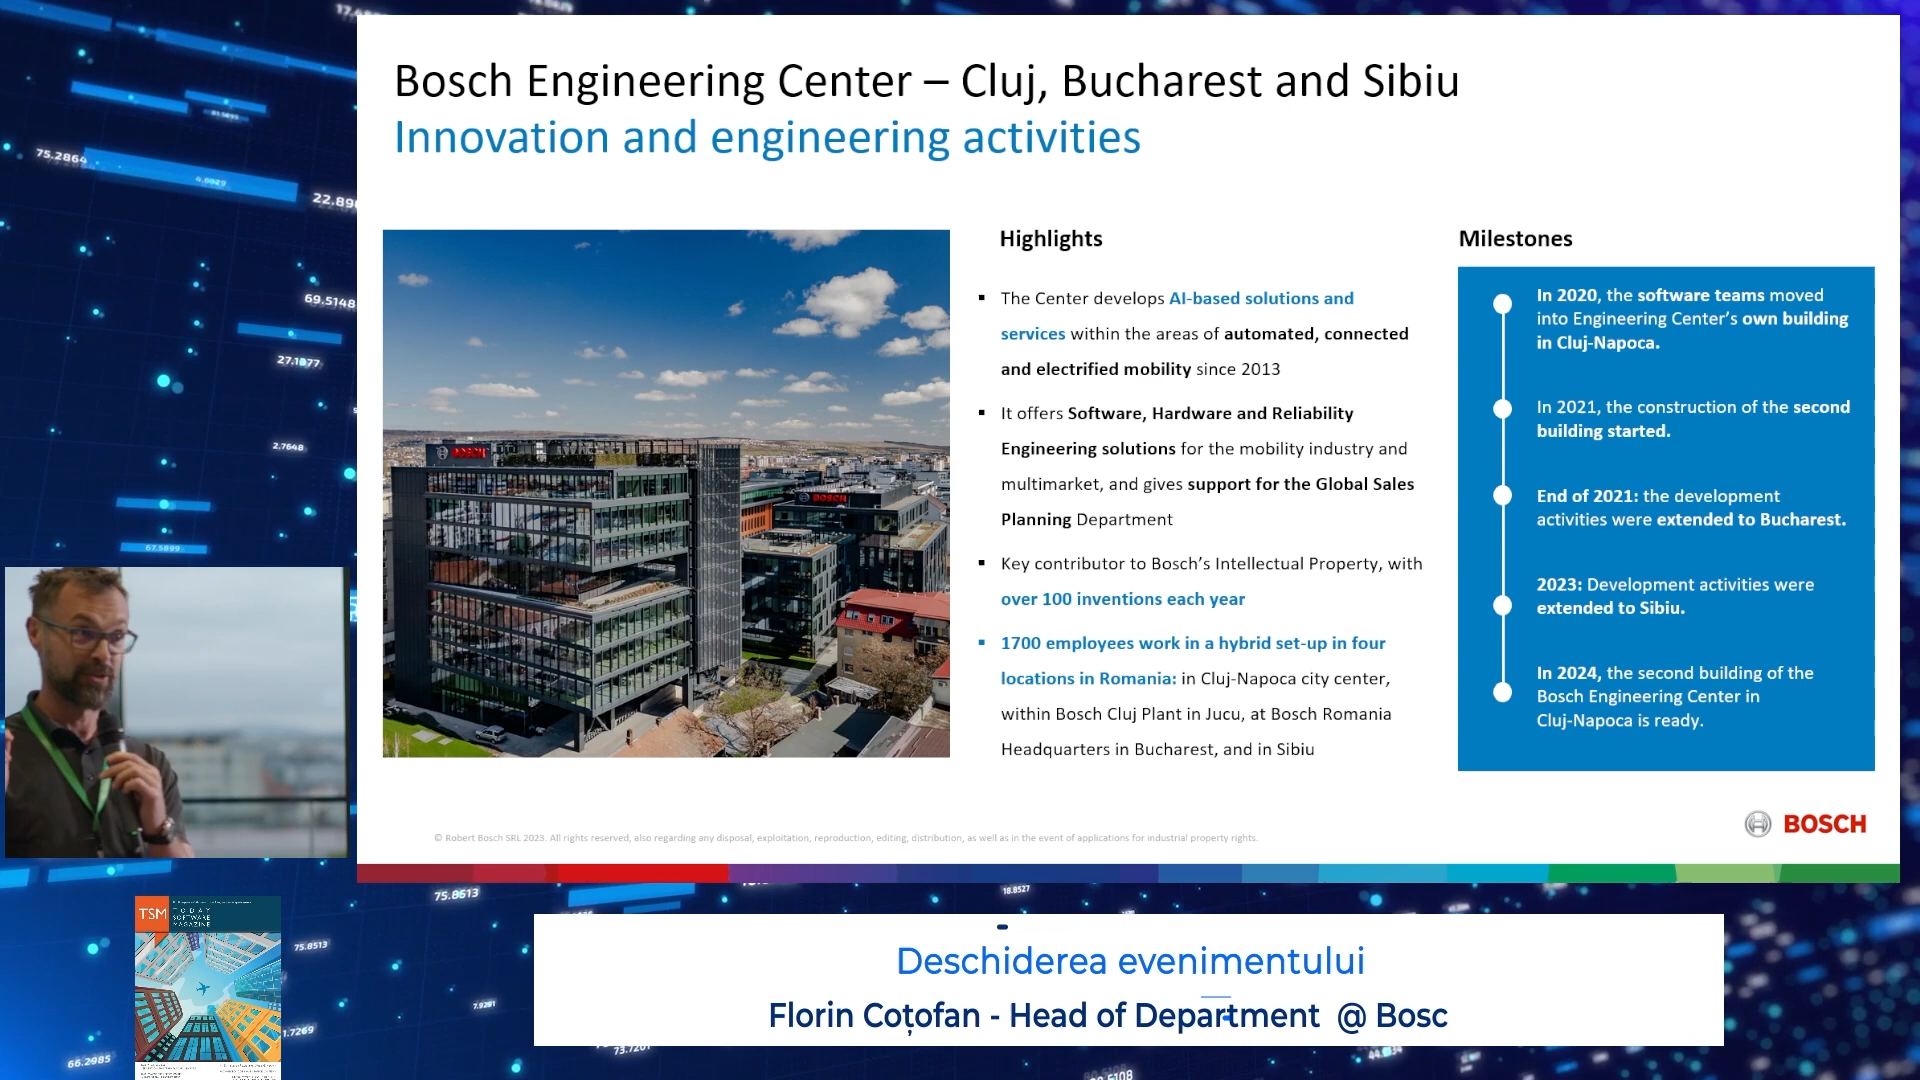 Bosch Engineering Center – Cluj, Bucharest and Sibiu
Innovation and engineering activities
Highlights
▪ The Center develops AI-based solutions and
services within the areas of automated, connected
and electrified mobility since 2013
▪ It offers Software, Hardware and Reliability
Engineering solutions for the mobility industry and
multimarket, and gives support for the Global Sales
Planning Department
▪ Key contributor to Bosch’s Intellectual Property, with
over 100 inventions each year
▪ 1700 employees work in a hybrid set-up in four
locations in Romania: in Cluj-Napoca city center,
within Bosch Cluj Plant in Jucu, at Bosch Romania
Headquarters in Bucharest, and in Sibiu
Milestones
In 2020, the software teams moved
into Engineering Center’s own building
in Cluj-Napoca.
In 2021, the construction of the second
building started.
End of 2021: the development
activities were extended to Bucharest.
2023: Development activities were
extended to Sibiu.
In 2024, the second building of the
Bosch Engineering Center in
Cluj-Napoca is ready.
BOSCH
BOSCH
© Robert Bosch SRL 2023. All rights reserved, also regarding any disposal, exploitation, reproduction, editing, distribution, as well as in the event of applications for industrial property rights.
BOSCH
75.2864
4.6029
22.896
69.5148
27.1977
2.7648
67.5899
75.8613
18.8527
75.8513
7.9291
1.7269
66.2985
73.7201
TSM
TODAY
SOFTWARE
MAGAZINE
Deschiderea evenimentului
Florin Coțofan - Head of Department @ Bosc